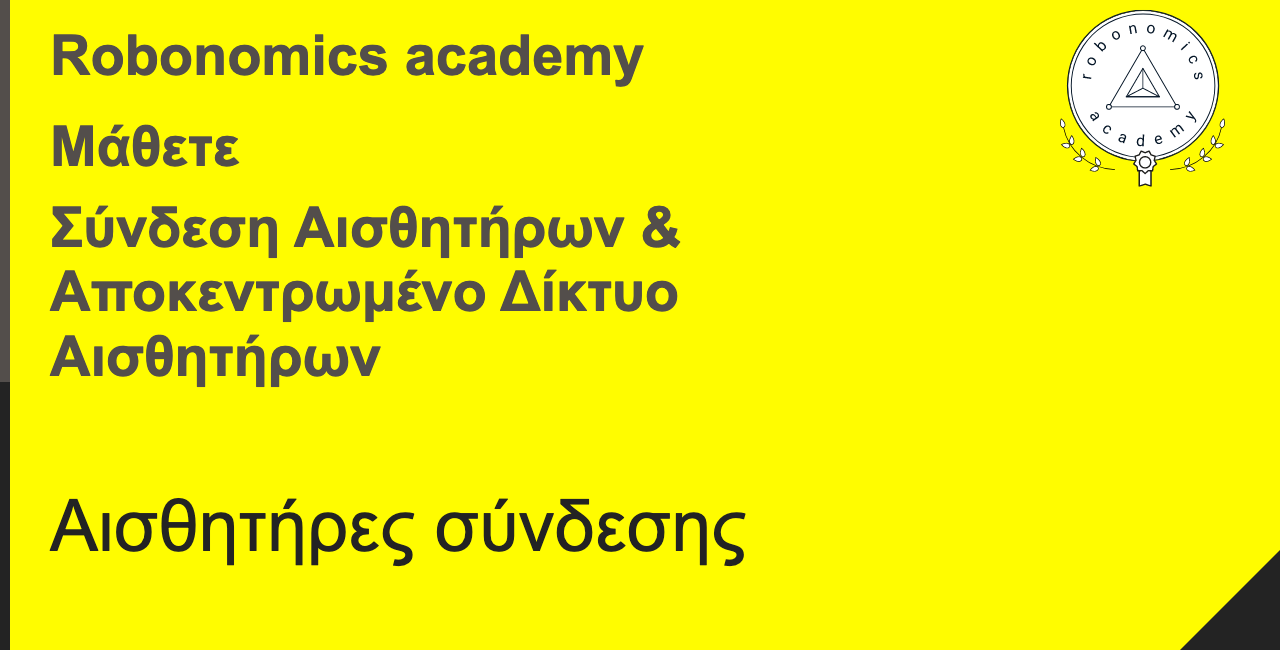 Robonomics academy
Μάθετε
Σύνδεση Αισθητήρων &
Αποκεντρωμένο Δίκτυο
Αισθητήρων
Αισθητήρες σύνδεσης
robonomics
academy